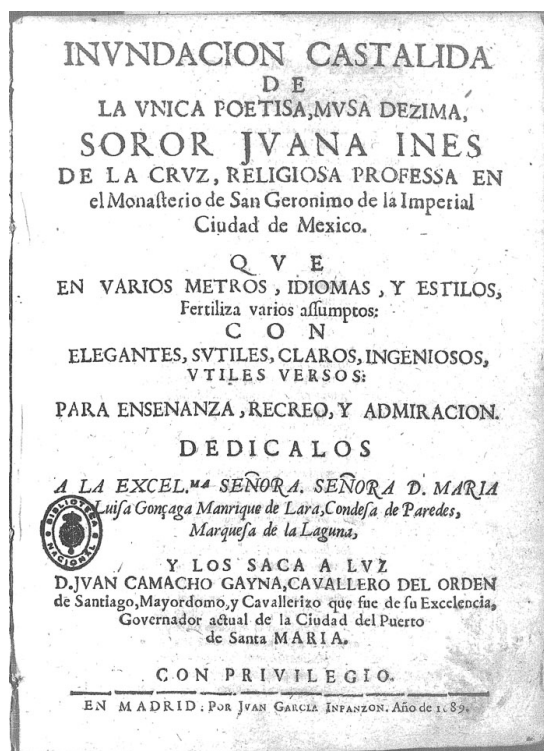 INVNDACION CASTALIDA
DE
LA VNICA POETISA, MVSA DEZIMA,
SOROR JVANA INES
DE LA CRVZ, RELIGIOSA PROFESSA EN
el Monaſterio de San Geronimo de la Imperial
Ciudad de Mexico.
QVE
EN VARIOS METROS, IDIOMAS, Y ESTILOS,
Fertiliza varios aſſumptos:
CON
ELEGANTES, SVTILES, CLAROS, INGENIOSOS,
VTILES VERSOS:
PARA ENSENANZA, RECREO, Y ADMIRACION.
DEDICALOS
A LA EXCEL.MA SEÑORA. SEÑORA D. MARIA
Luiſa Gonçaga Manrique de Lara, Condeſa de Paredes,
Marqueſa de la Laguna,
BIBLIOTECA NACIONAL
Y LOS SACA A LVZ
D. JVAN CAMACHO GAYNA, CAVALLERO DEL ORDEN
de Santiago, Mayordomo, y Cavallerizo que fue de ſu Excelencia,
Governador actual de la Ciudad del Puerto
de Santa MARIA.
CON PRIVILEGIO.
EN MADRID: POR JVAN GARCIA INFANZON. Año de 1689.